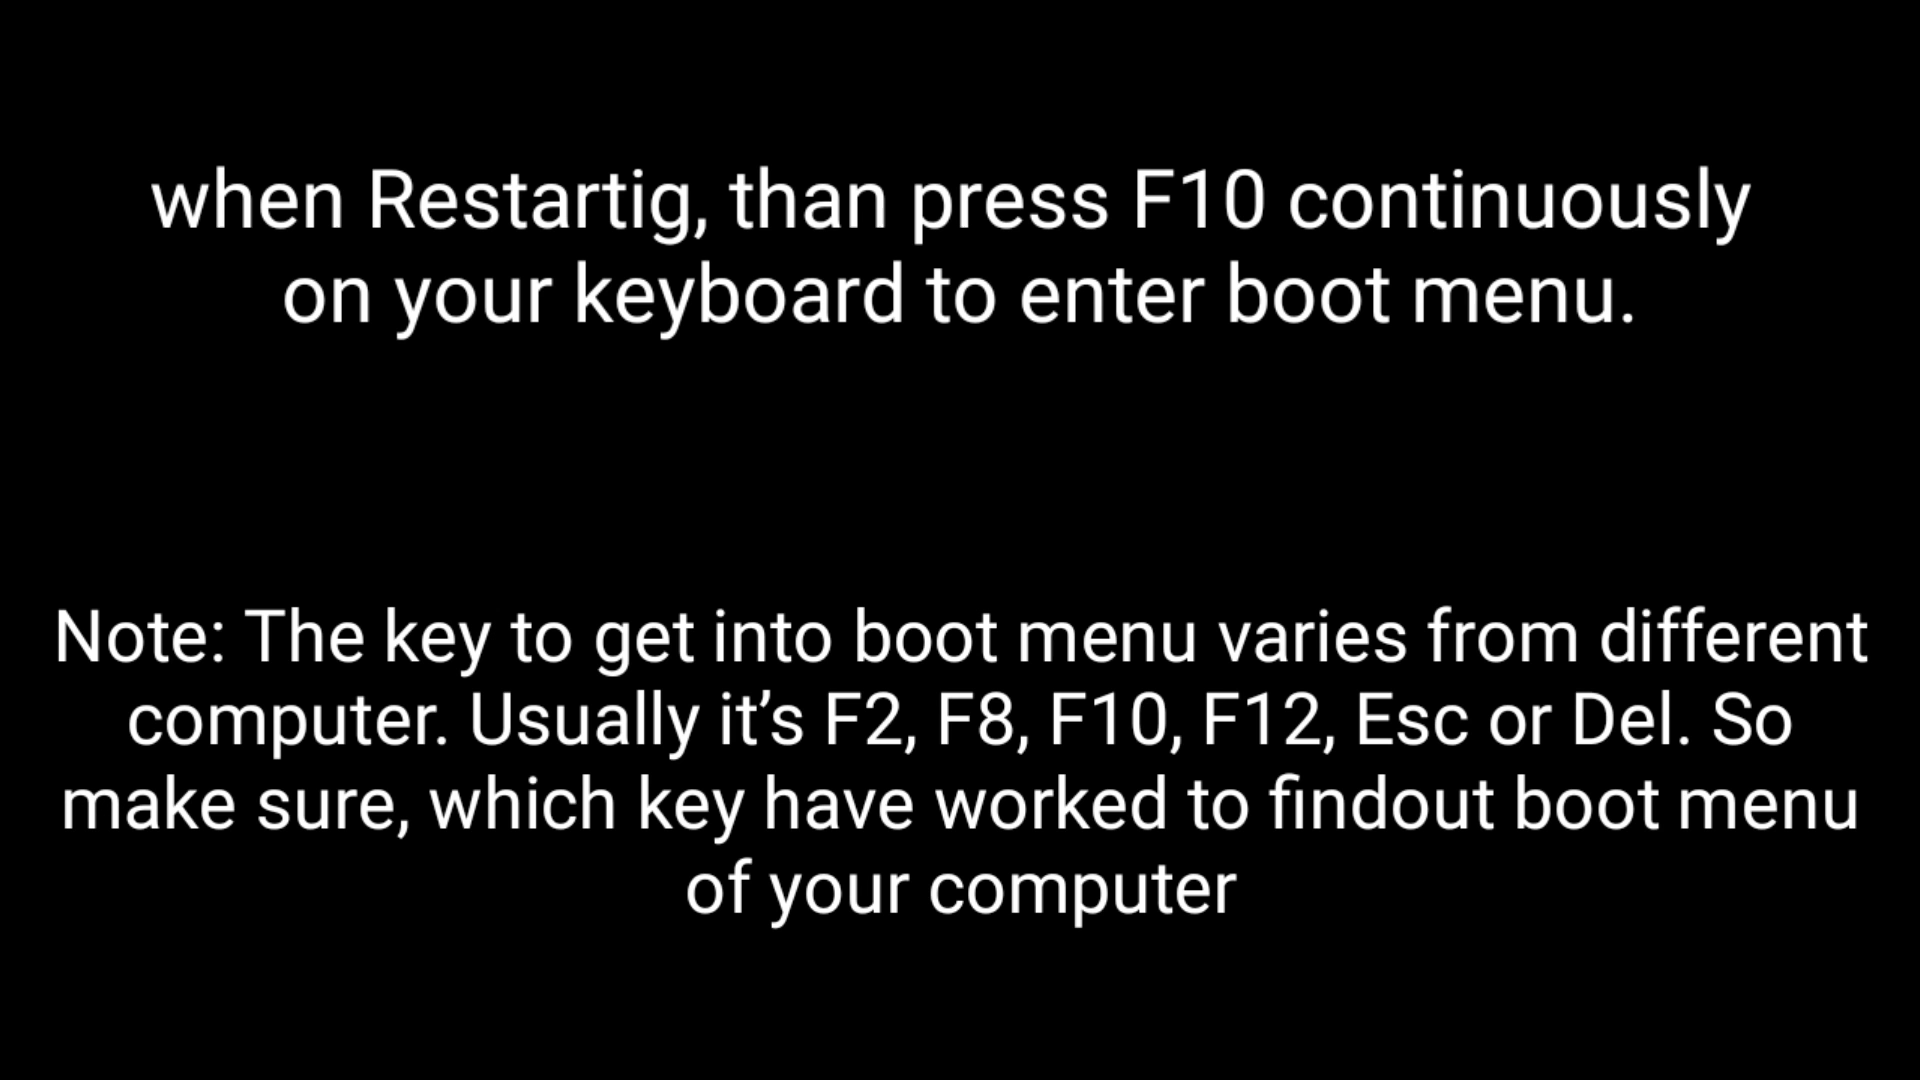 when Restartig, than press F10 continuously
on your keyboard to enter boot menu.
Note: The key to get into boot menu varies from different
computer. Usually it’s F2, F8, F10, F12, Esc or Del. So
make sure, which key have worked to findout boot menu
of your computer